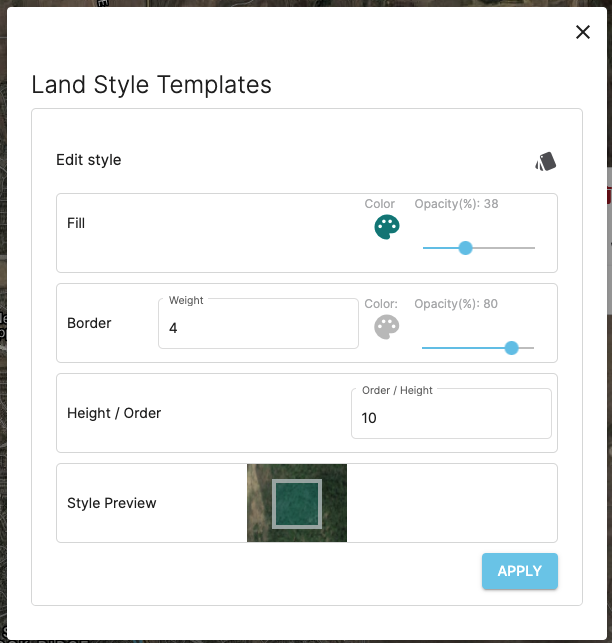 Land Style Templates
Edit style
Fill
Color
Opacity(%): 38
Border
Weight
4
Color:
Opacity(%): 80
Height / Order
Order / Height
10
Style Preview
APPLY